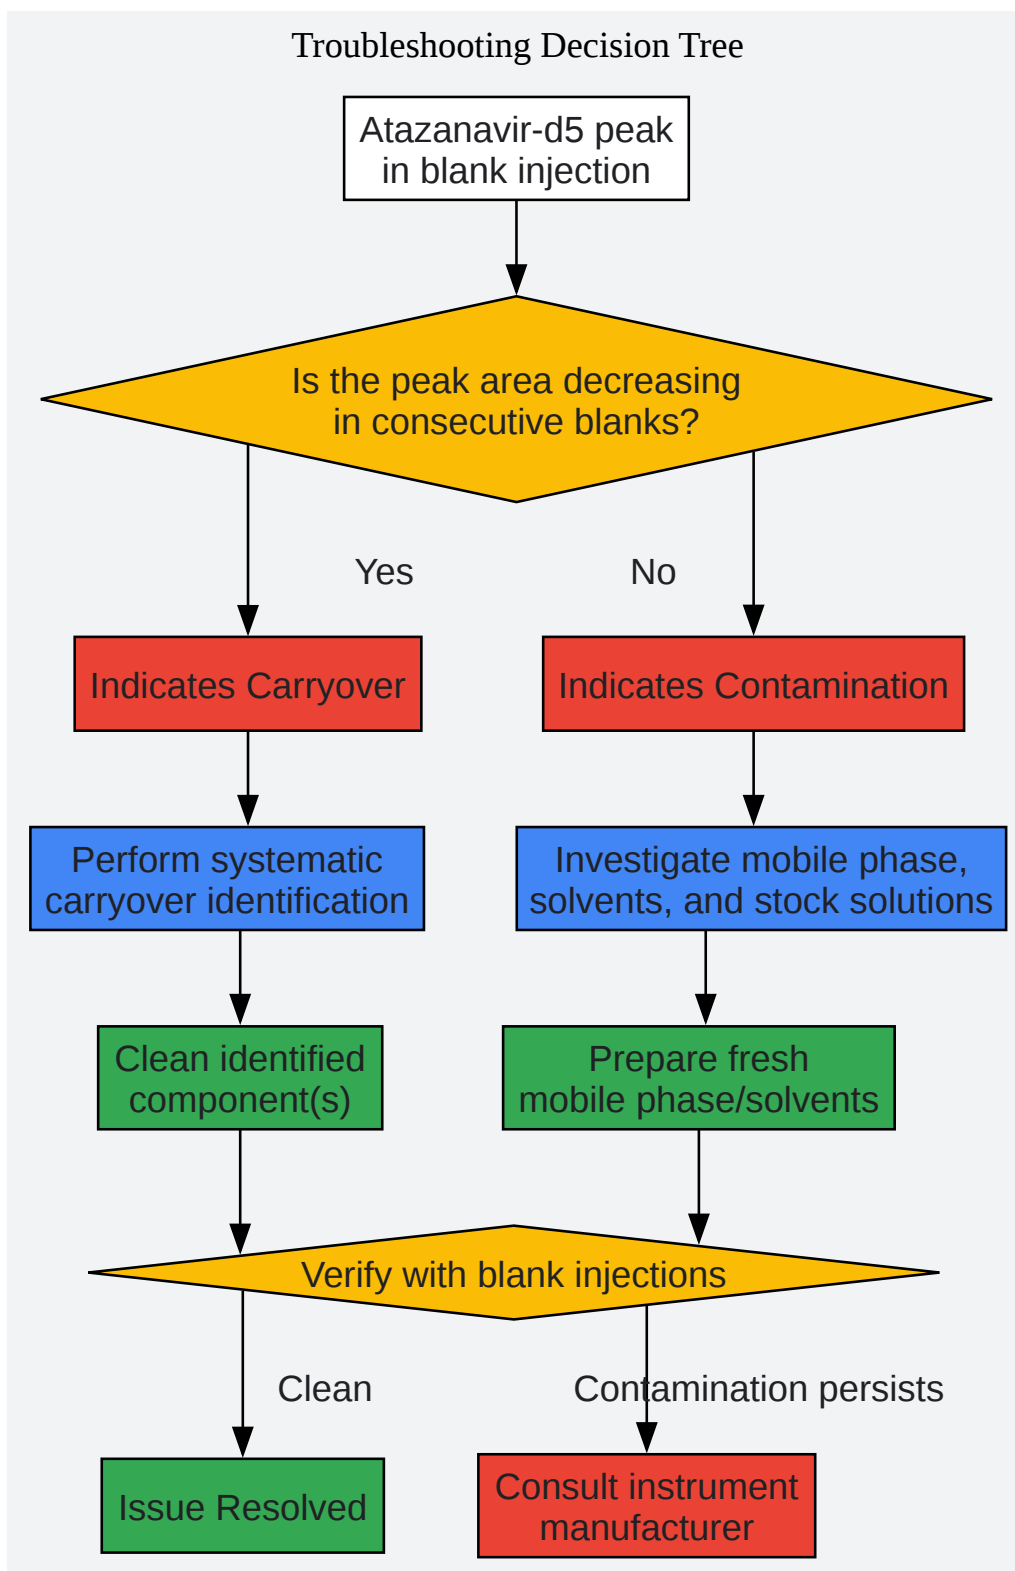 Troubleshooting Decision Tree
Atazanavir-d5 peak
in blank injection
Is the peak area decreasing
in consecutive blanks?
Yes
No
Indicates Carryover
Indicates Contamination
Perform systematic
carryover identification
Investigate mobile phase,
solvents, and stock solutions
Clean identified
component(s)
Prepare fresh
mobile phase/solvents
Verify with blank injections
Clean
Contamination persists
Issue Resolved
Consult instrument
manufacturer